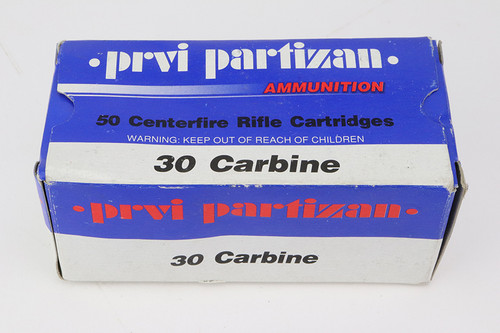 • prvi partizan •
AMMUNITION
50 Centerfire Rifle Cartridges
WARNING: KEEP OUT OF REACH OF CHILDREN
30 Carbine
• prvi partizan •
30 Carbine